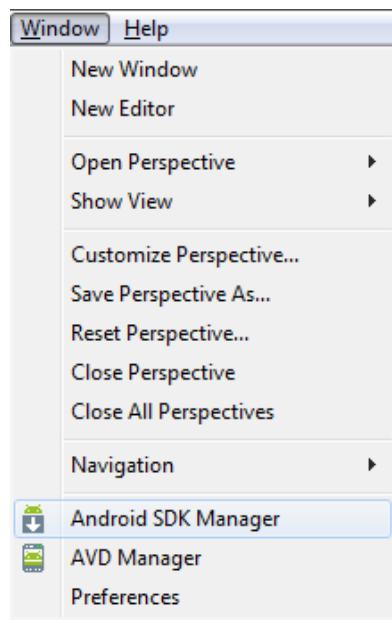 Window Help
New Window
New Editor
Open Perspective
Show View
Customize Perspective...
Save Perspective As...
Reset Perspective...
Close Perspective
Close All Perspectives
Navigation
Android SDK Manager
AVD Manager
Preferences